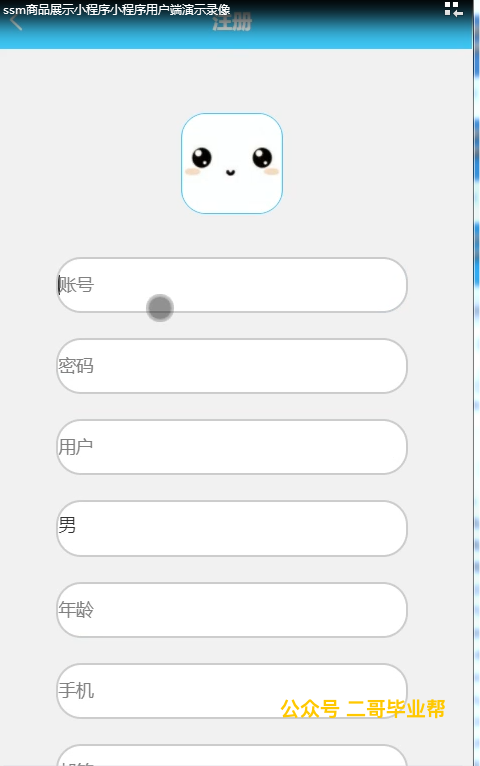 ssm商品展示小程序小程序用户端演示录像
注册
账号
密码
用户
男
年龄
手机
公众号 二哥毕业帮